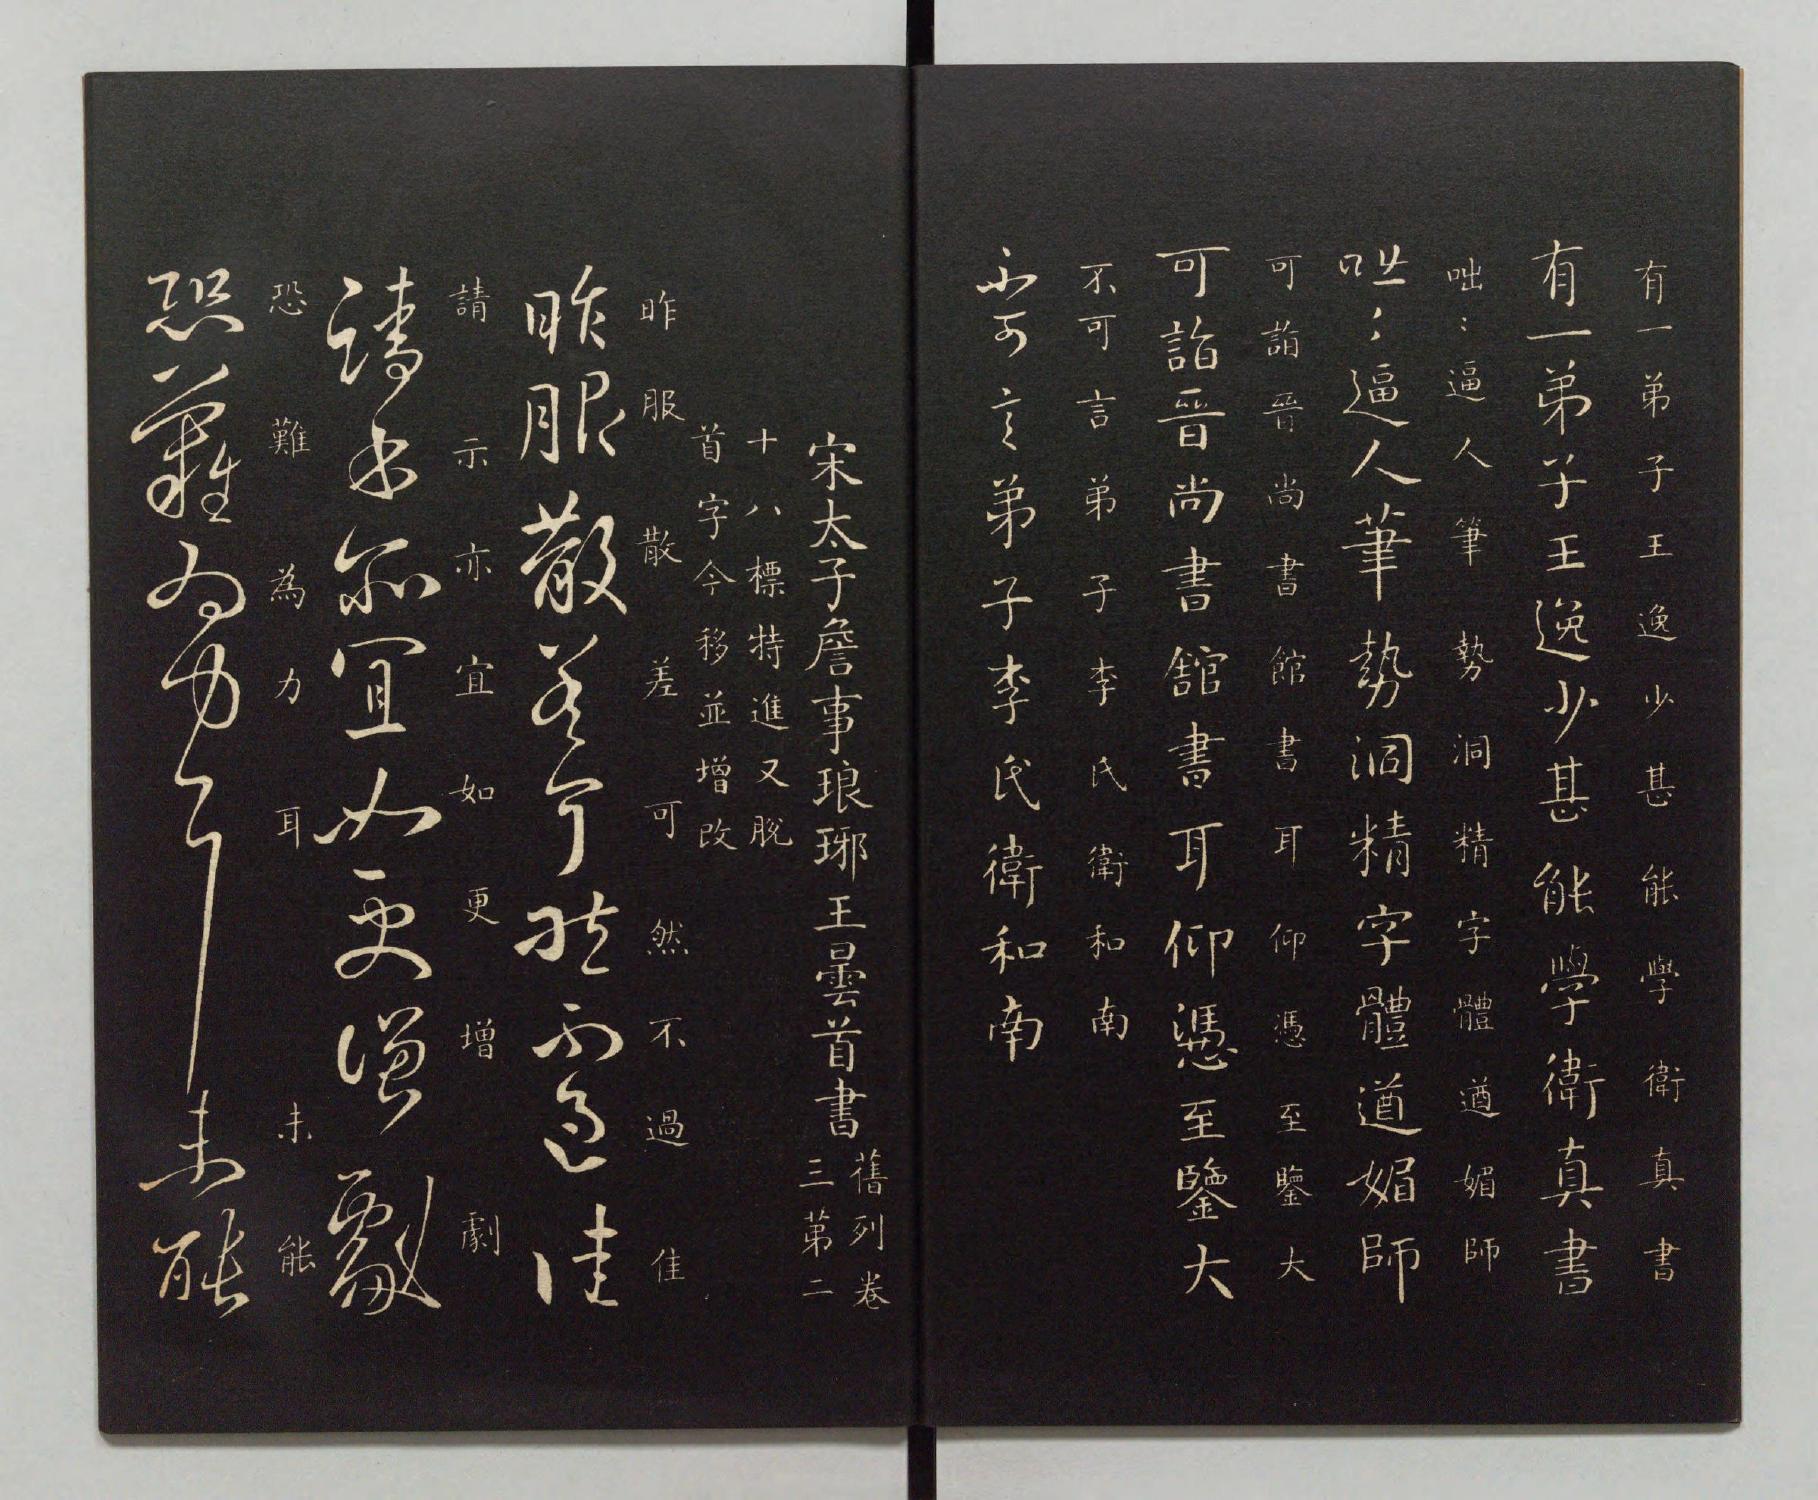 有一弟子王逸少甚能學衛真書
有一弟子王逸少甚能學衛真書
咄：逼人筆勢洞精字體遒媚師
咄：逼人筆勢洞精字體遒媚師
可詣晉尚書館書耳仰憑至鑒大
可詣晉尚書館書耳仰憑至鑒大
不可言弟子李氏衛和南
不可言弟子李氏衛和南
宋太子詹事琅琊王曇首書
舊列卷
三第二
十八標特進又脫
首字今移並增改
昨服散差可然不過佳
昨服散差可然不過佳
請示亦宜如更增劇
請示亦宜如更增劇
恐難為力耳未能
恐難為力耳未能